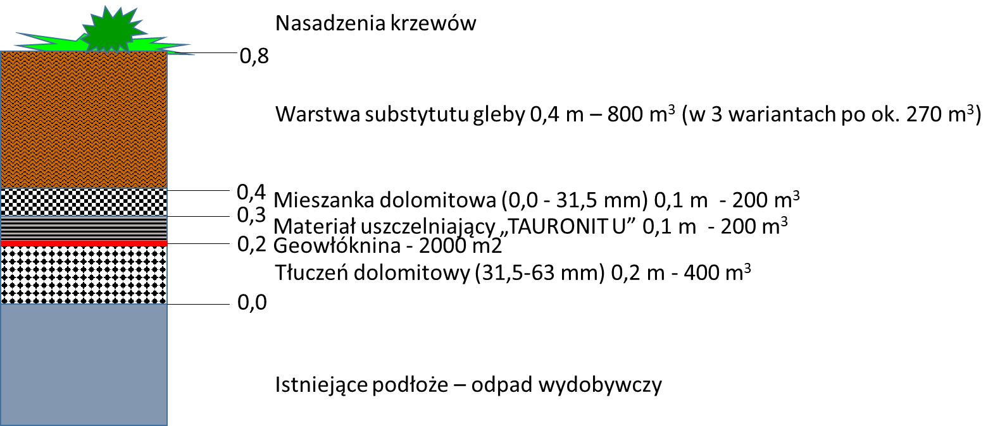 Nasadzenia krzewów
0,8
Warstwa substytutu gleby 0,4 m – 800 m³ (w 3 wariantach po ok. 270 m³)
0,4
Mieszanka dolomitowa (0,0 - 31,5 mm) 0,1 m - 200 m³
0,3
Materiał uszczelniający „TAURONIT U” 0,1 m - 200 m³
0,2 Geowłóknina - 2000 m2
Tłuczeń dolomitowy (31,5-63 mm) 0,2 m - 400 m³
0,0
Istniejące podłoże – odpad wydobywczy